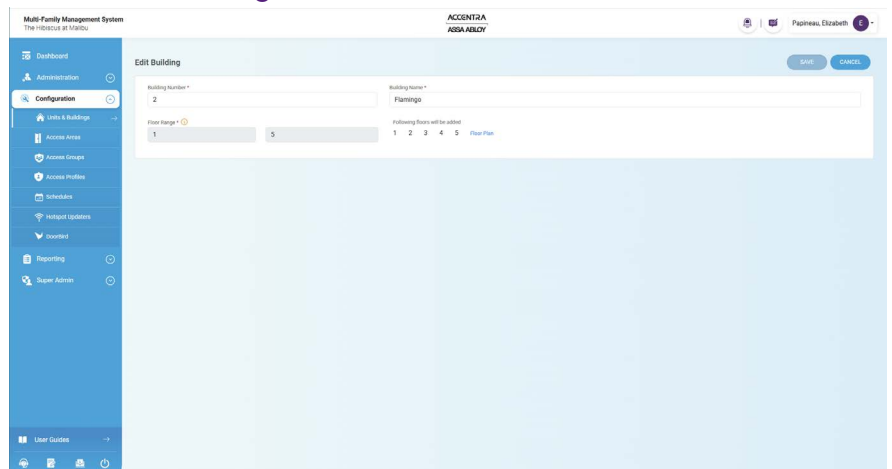 Multi-Family Management System
The Hibiscus at Malibu
ACCENTRA
ASSA ABLOY
Papineau, Elizabeth E
Dashboard
Administration
Configuration
Units & Buildings
Access Areas
Access Groups
Access Profiles
Schedules
Hotspot Updaters
DoorBird
Reporting
Super Admin
User Guides
Edit Building
SAVE CANCEL
Building Number * Building Name *
2 Flamingo
Floor Range * Following floors will be added
1 5 1 2 3 4 5 Floor Plan